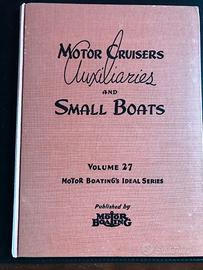 MOTOR CRUISERS
Auxiliaries
AND
SMALL BOATS
VOLUME 27
MOTOR BOATING'S IDEAL SERIES
Published by
MOTOR
BOATING